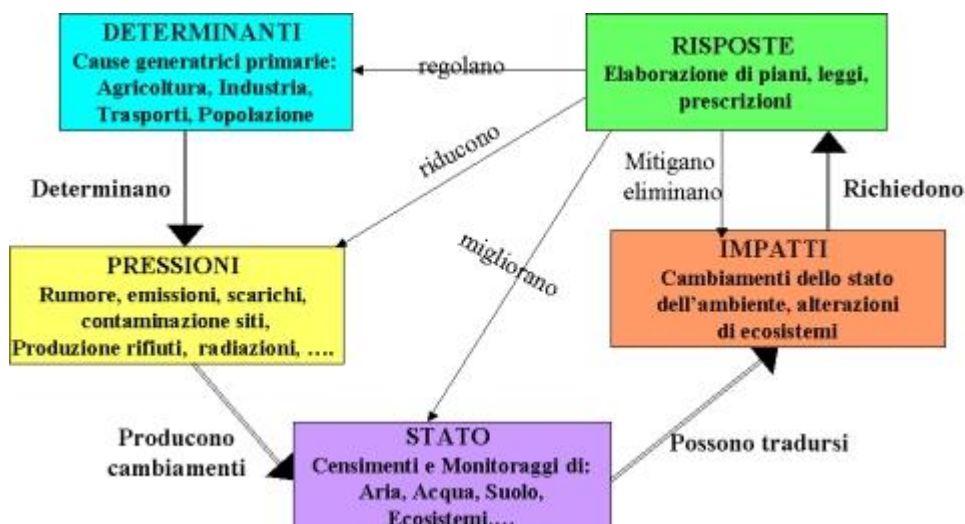 DETERMINANTI
Cause generatrici primarie:
Agricoltura, Industria,
Trasporti, Popolazione
regolano
RISPOSTE
Elaborazione di piani, leggi,
prescrizioni
riducono
Mitigano
eliminano
Determinano
Richiedono
migliorano
PRESSIONI
Rumore, emissioni, scarichi,
contaminazione siti,
Produzione rifiuti, radiazioni, ….
IMPATTI
Cambiamenti dello stato
dell’ambiente, alterazioni
di ecosistemi
Producono
cambiamenti
STATO
Censimenti e Monitoraggi di:
Aria, Acqua, Suolo,
Ecosistemi….
Possono tradursi